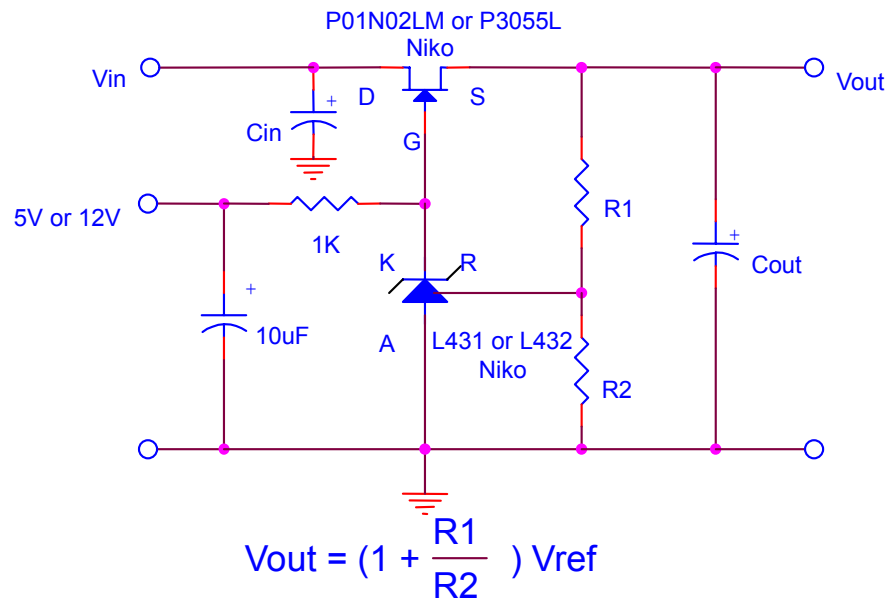 P01N02LM or P3055L
Niko
Vin
D
S
Vout
+
Cin
G
5V or 12V
1K
R1
K
R
+
Cout
+
10uF
A
L431 or L432
Niko
R2
Vout = (1 + R1
R2 ) Vref